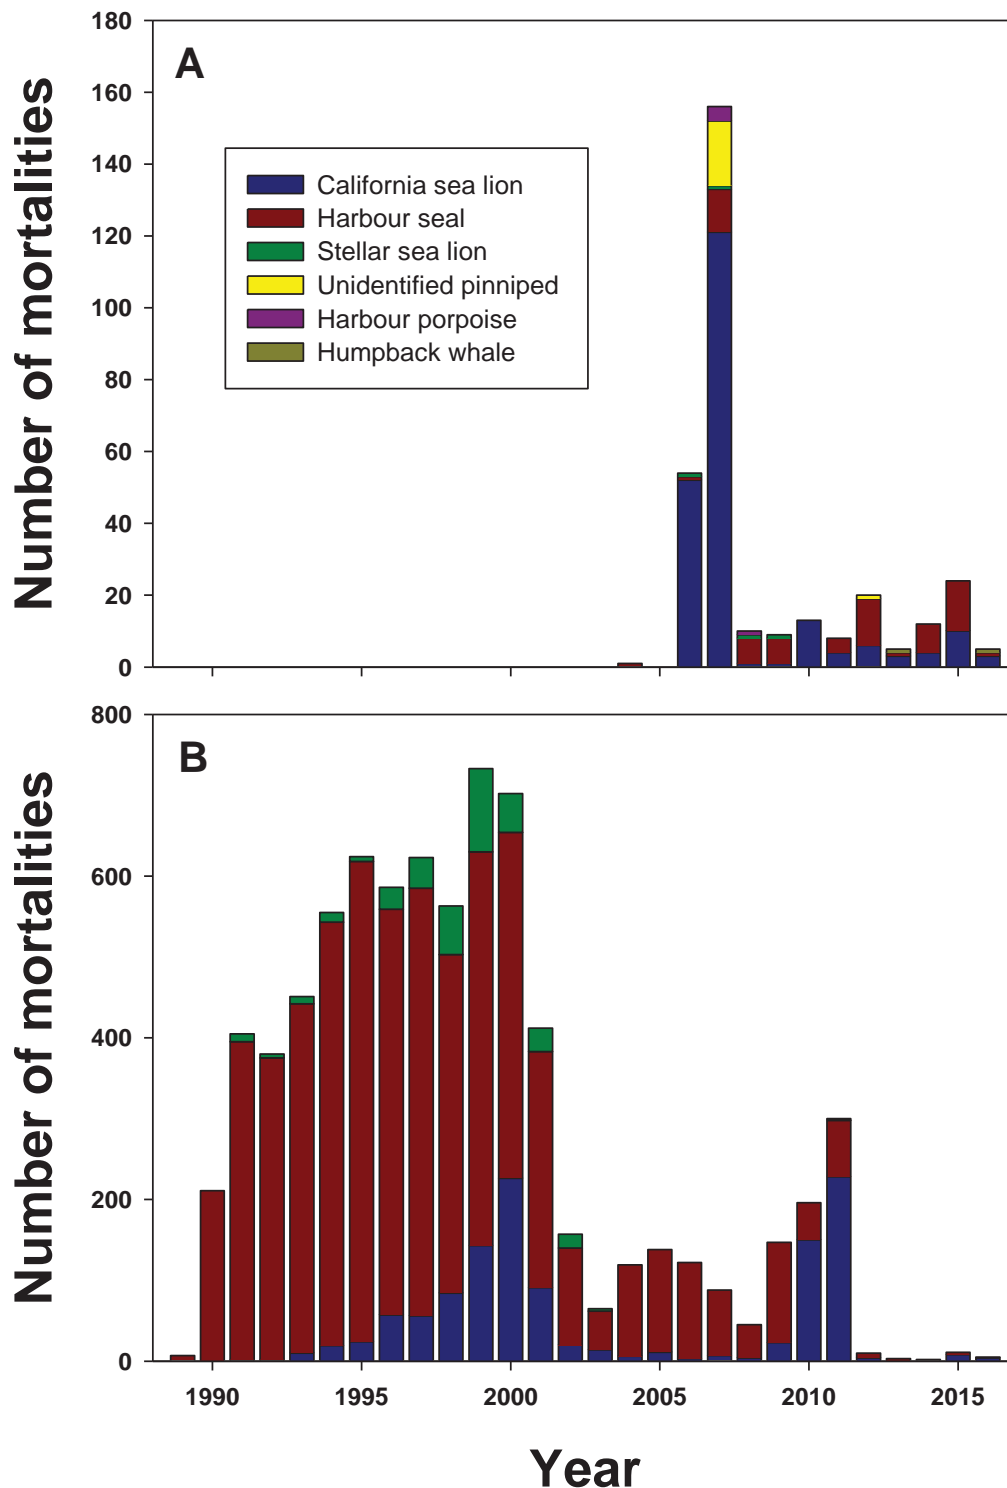 A
Number of mortalities
180
160
140
120
100
80
60
40
20
0
California sea lion
Harbour seal
Stellar sea lion
Unidentified pinniped
Harbour porpoise
Humpback whale
B
Number of mortalities
800
600
400
200
0
1990 1995 2000 2005 2010 2015
Year